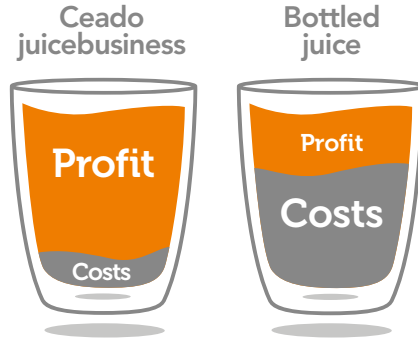 Ceado
juicebusiness
Bottled
juice
Profit
Costs
Profit
Costs